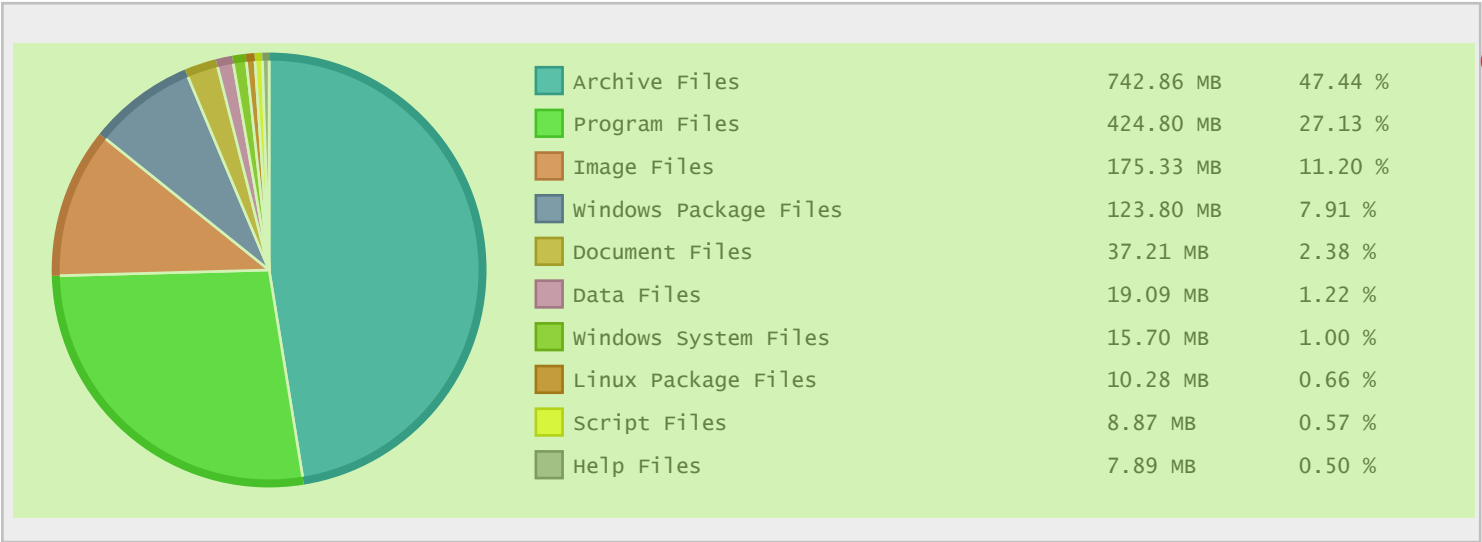 Archive Files 742.86 MB 47.44 %
Program Files 424.80 MB 27.13 %
Image Files 175.33 MB 11.20 %
Windows Package Files 123.80 MB 7.91 %
Document Files 37.21 MB 2.38 %
Data Files 19.09 MB 1.22 %
Windows System Files 15.70 MB 1.00 %
Linux Package Files 10.28 MB 0.66 %
Script Files 8.87 MB 0.57 %
Help Files 7.89 MB 0.50 %